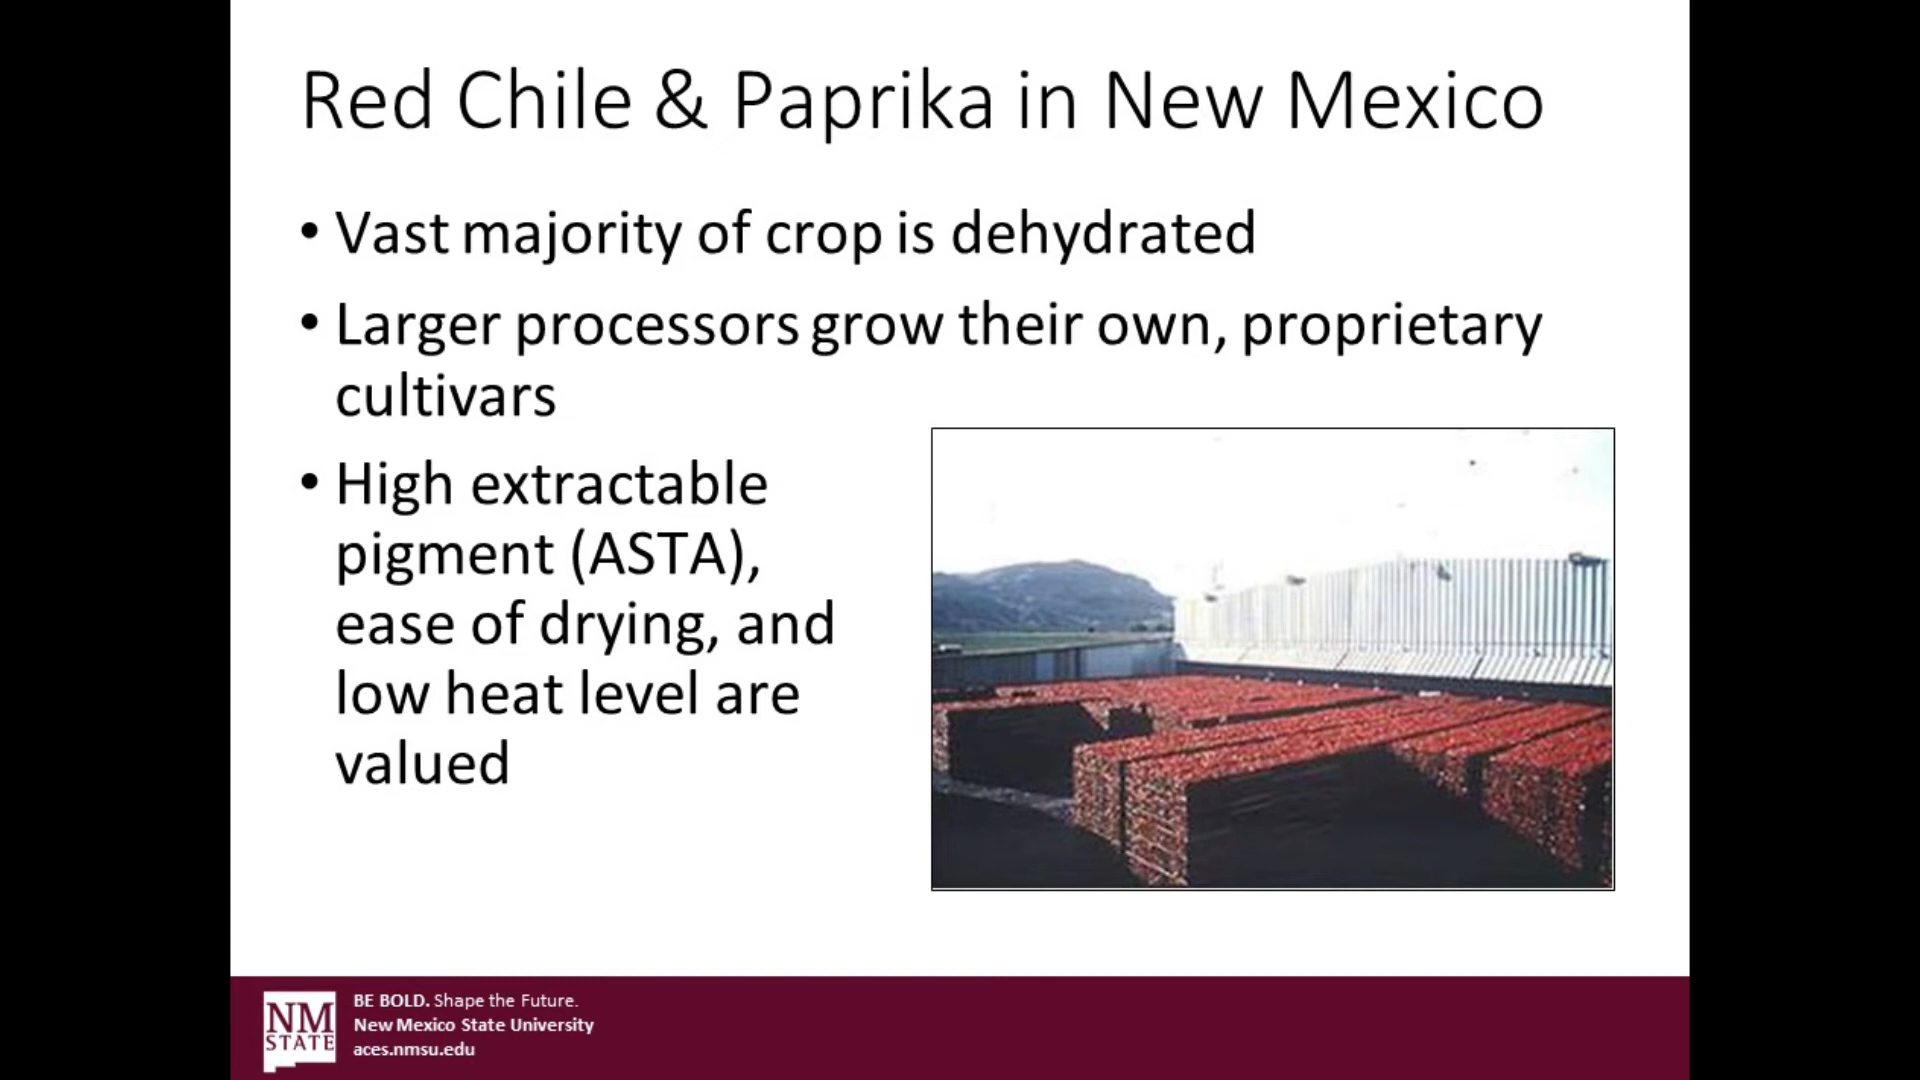 Red Chile & Paprika in New Mexico
• Vast majority of crop is dehydrated
• Larger processors grow their own, proprietary
cultivars
• High extractable
pigment (ASTA),
ease of drying, and
low heat level are
valued
NM
STATE
BE BOLD. Shape the Future.
New Mexico State University
aces.nmsu.edu